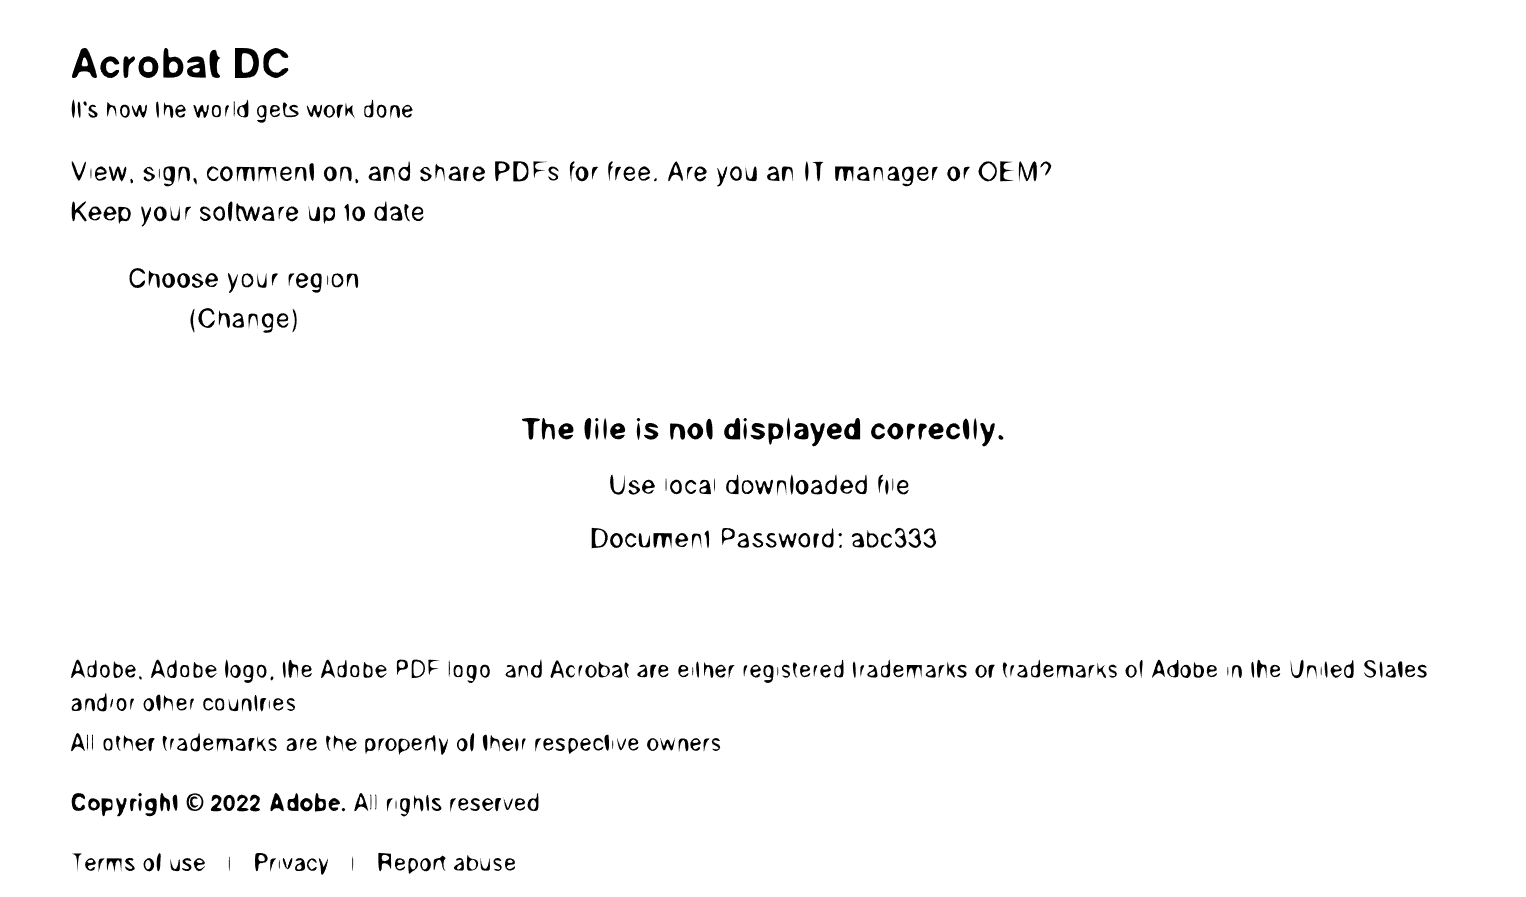 Acrobat DC
It's how the world gets work done
View, sign, comment on, and share PDFs for free. Are you an IT manager or OEM?
Keep your software up to date
Choose your region
(Change)
The file is not displayed correctly.
Use local downloaded file
Document Password: abc333
Adobe, Adobe logo, the Adobe PDF logo and Acrobat are either registered trademarks or trademarks of Adobe in the United States
and/or other countries
All other trademarks are the property of their respective owners
Copyright © 2022 Adobe. All rights reserved
Terms of use | Privacy | Report abuse